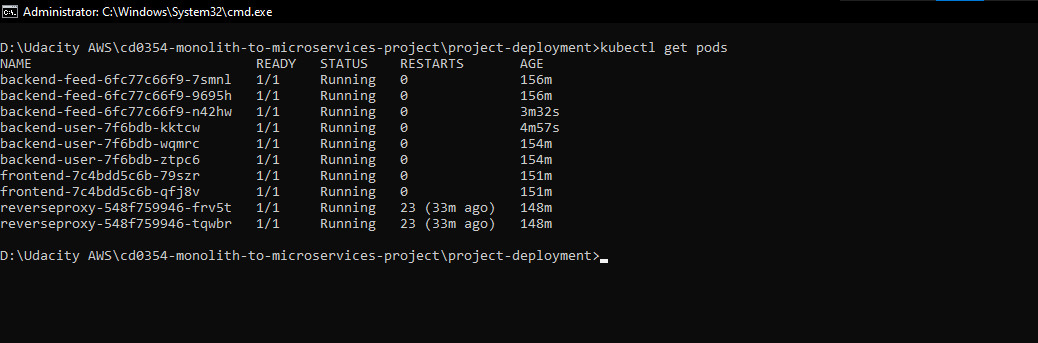 Administrator: C:\Windows\System32\cmd.exe
D:\Udacity AWS\cd0354-monolith-to-microservices-project\project-deployment>kubectl get pods
NAME                            READY   STATUS    RESTARTS       AGE
backend-feed-6fc77c66f9-7smnl   1/1     Running   0              156m
backend-feed-6fc77c66f9-9695h   1/1     Running   0              156m
backend-feed-6fc77c66f9-n42hw   1/1     Running   0              3m32s
backend-user-7f6bdb-kktcw       1/1     Running   0              4m57s
backend-user-7f6bdb-wqmrc       1/1     Running   0              154m
backend-user-7f6bdb-ztpc6       1/1     Running   0              154m
frontend-7c4bdd5c6b-79szr       1/1     Running   0              151m
frontend-7c4bdd5c6b-qfj8v       1/1     Running   0              151m
reverseproxy-548f759946-frv5t   1/1     Running   23 (33m ago)   148m
reverseproxy-548f759946-tqwbr   1/1     Running   23 (33m ago)   148m
D:\Udacity AWS\cd0354-monolith-to-microservices-project\project-deployment>